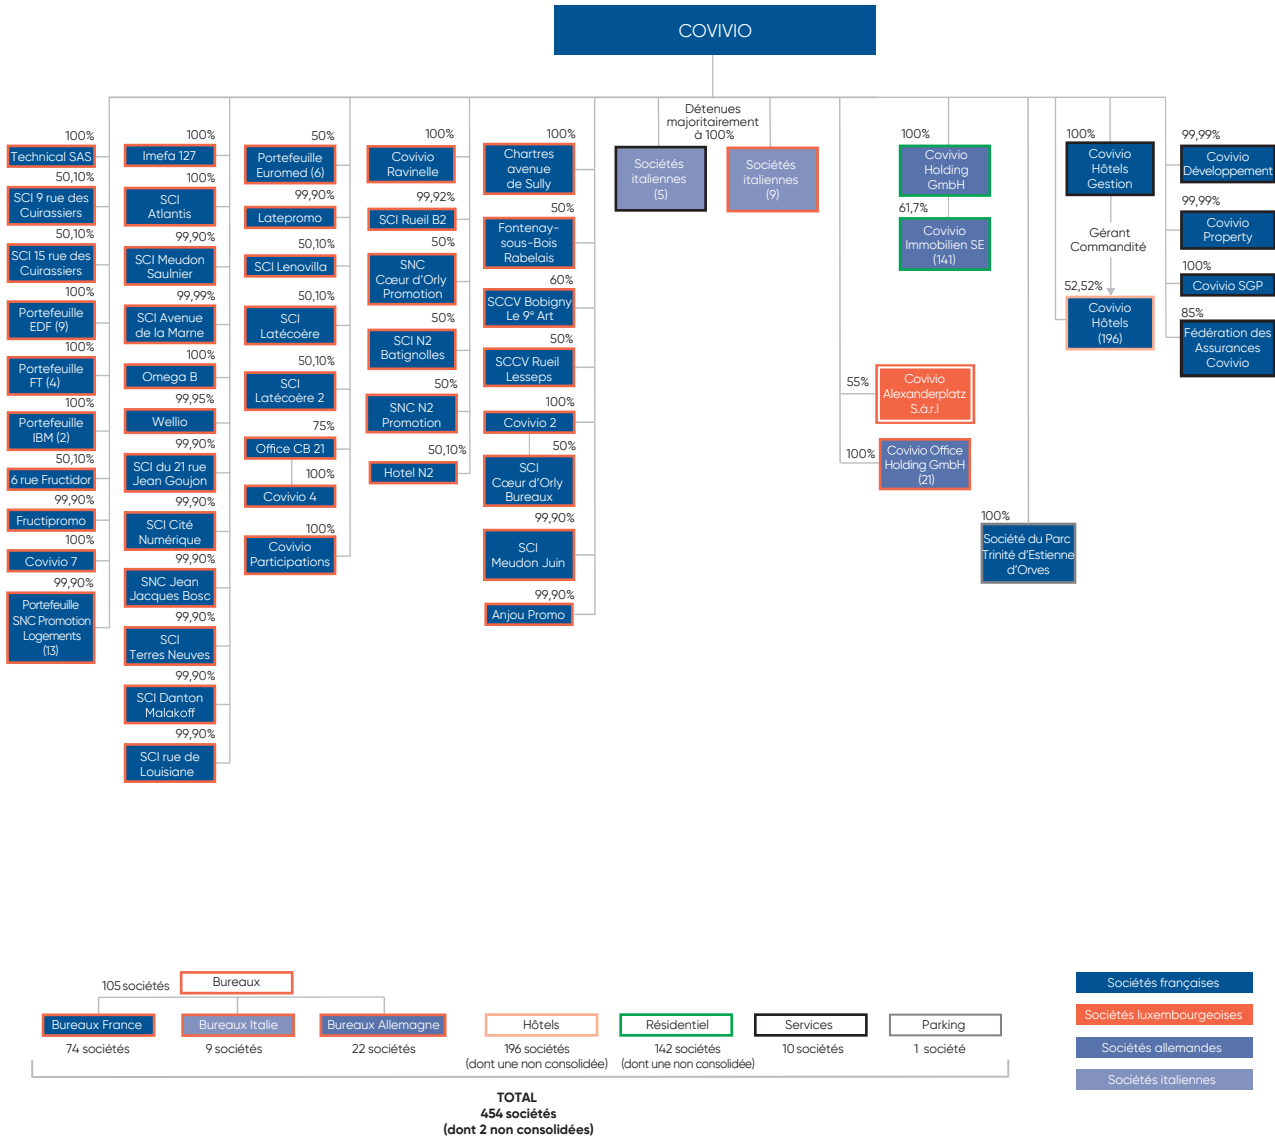 COVIVIO
100%
Technical SAS
50,10%
SCI 9 rue des
Cuirassiers
50,10%
SCI 15 rue des
Cuirassiers
100%
Portefeuille
EDF (9)
100%
Portefeuille
FT (4)
100%
Portefeuille
IBM (2)
50,10%
6 rue Fructidor
99,90%
Fructipromo
100%
Covivio 7
99,90%
Portefeuille
SNC Promotion
Logements
(13)
100%
Imefa 127
100%
SCI
Atlantis
99,90%
SCI Meudon
Saulnier
99,99%
SCI Avenue
de la Marne
100%
Omega B
99,95%
Wellio
99,90%
SCI du 21 rue
Jean Goujon
99,90%
SCI Cité
Numérique
99,90%
SNC Jean
Jacques Bosc
99,90%
SCI
Terres Neuves
99,90%
SCI Danton
Malakoff
99,90%
SCI rue de
Louisiane
50%
Portefeuille
Euromed (6)
99,90%
Latepromo
50,10%
SCI Lenovilla
50,10%
SCI
Latécoère
50,10%
SCI
Latécoère 2
75%
Office CB 21
100%
Covivio 4
100%
Covivio
Participations
100%
Covivio
Ravinelle
99,92%
SCI Rueil B2
50%
SNC
Cœur d'Orly
Promotion
50%
SCI N2
Batignolles
50%
SNC N2
Promotion
50,10%
Hotel N2
100%
Chartres
avenue
de Sully
50%
Fontenay-
sous-Bois
Rabelais
60%
SCCV Bobigny
Le 9e Art
50%
SCCV Rueil
Lesseps
100%
Covivio 2
50%
SCI
Cœur d'Orly
Bureaux
99,90%
SCI
Meudon Juin
99,90%
Anjou Promo
Détenues
majoritairement
à 100%
Sociétés
italiennes
(5)
Sociétés
italiennes
(9)
55%
Covivio
Alexanderplatz
S.à.r.l
100%
Covivio Office
Holding GmbH
(21)
100%
Covivio
Holding
GmbH
61,7%
Covivio
Immobilien SE
(141)
100%
Société du Parc
Trinité d'Estienne
d'Orves
100%
Covivio
Hôtels
Gestion
Gérant
Commandité
52,52%
Covivio
Hôtels
(196)
99,99%
Covivio
Développement
99,99%
Covivio
Property
100%
Covivio SGP
85%
Fédération des
Assurances
Covivio
105 sociétés
Bureaux
Bureaux France
74 sociétés
Bureaux Italie
9 sociétés
Bureaux Allemagne
22 sociétés
Hôtels
196 sociétés
(dont une non consolidée)
Résidentiel
142 sociétés
(dont une non consolidée)
Services
10 sociétés
Parking
1 société
TOTAL
454 sociétés
(dont 2 non consolidées)
Sociétés françaises
Sociétés luxembourgeoises
Sociétés allemandes
Sociétés italiennes